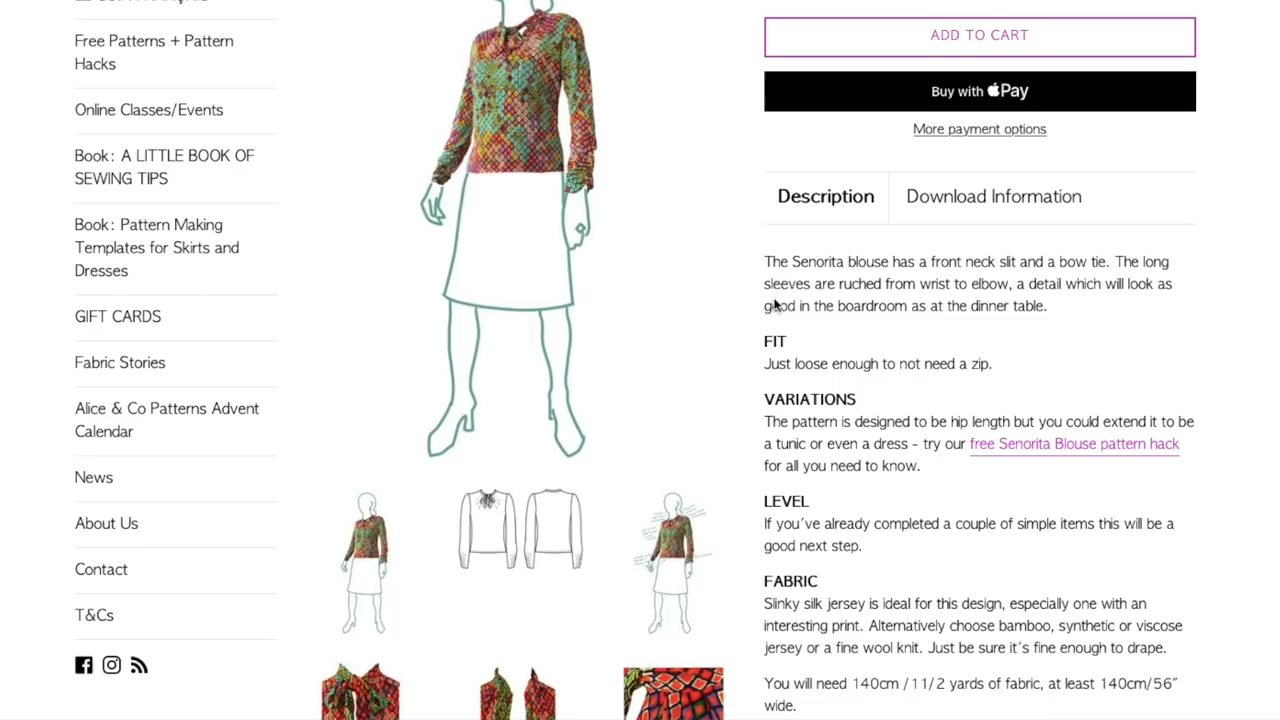 Free Patterns + Pattern
Hacks
Online Classes/Events
Book: A LITTLE BOOK OF
SEWING TIPS
Book: Pattern Making
Templates for Skirts and
Dresses
GIFT CARDS
Fabric Stories
Alice & Co Patterns Advent
Calendar
News
About Us
Contact
T&Cs
ADD TO CART
Buy with Pay
More payment options
Description
Download Information
The Senorita blouse has a front neck slit and a bow tie. The long
sleeves are ruched from wrist to elbow, a detail which will look as
good in the boardroom as at the dinner table.
FIT
Just loose enough to not need a zip.
VARIATIONS
The pattern is designed to be hip length but you could extend it to be
a tunic or even a dress - try our free Senorita Blouse pattern hack
for all you need to know.
LEVEL
If you've already completed a couple of simple items this will be a
good next step.
FABRIC
Slinky silk jersey is ideal for this design, especially one with an
interesting print. Alternatively choose bamboo, synthetic or viscose
jersey or a fine wool knit. Just be sure it's fine enough to drape.
You will need 140cm /11/2 yards of fabric, at least 140cm/56"
wide.